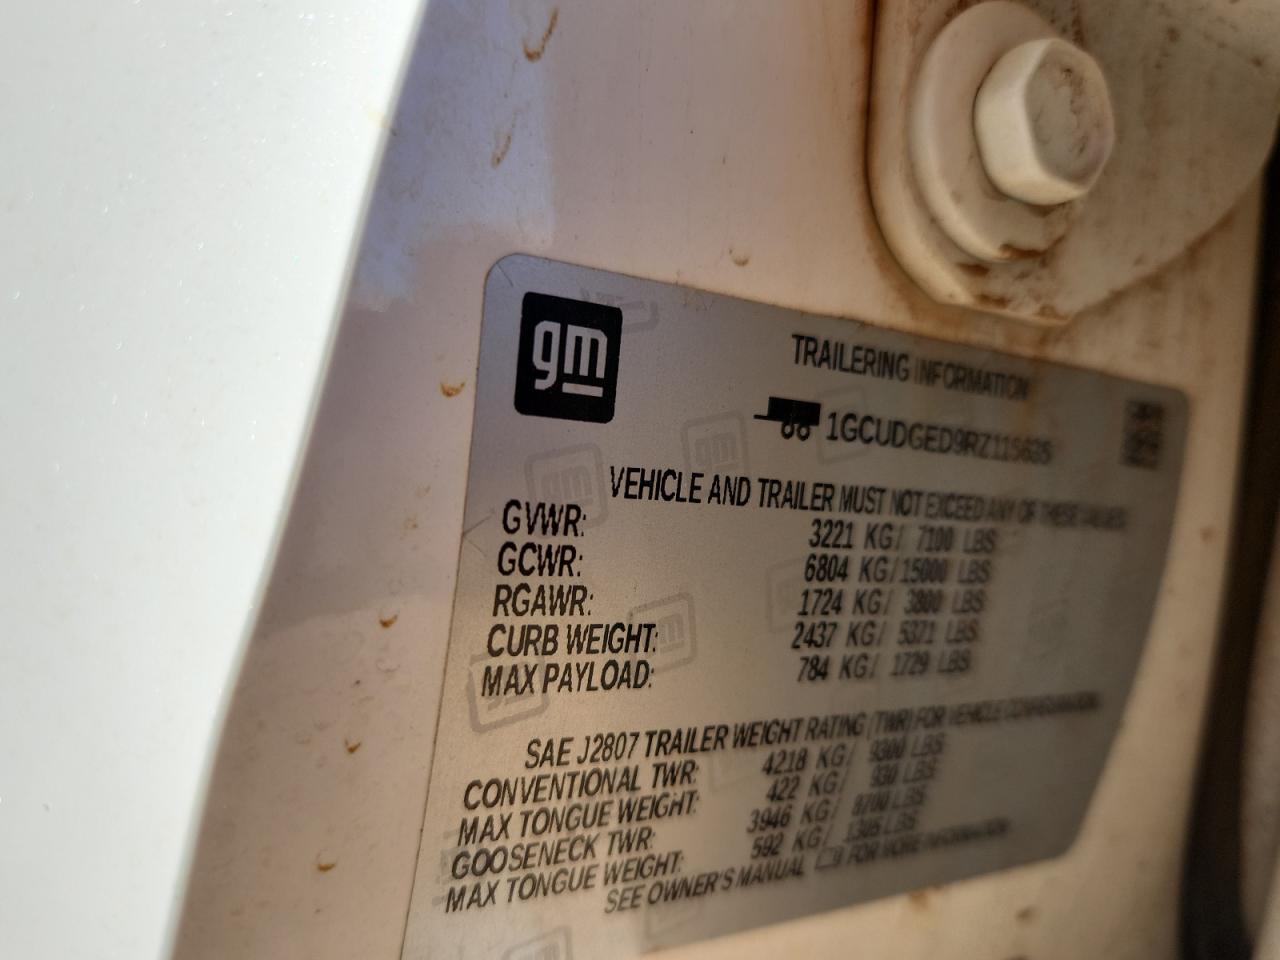 gm
TRAILERING INFORMATION
VEHICLE AND TRAILER MUST NOT EXCEED ANY OF THESE VALUES
GVWR: 3221 KG/ 7100 LBS
GCWR: 6804 KG/15000 LBS
RGAWR: 1724 KG/ 3800 LBS
CURB WEIGHT: 2437 KG/ 5371 LBS
MAX PAYLOAD: 784 KG/ 1729 LBS
SAE J2807 TRAILER WEIGHT RATING (TWR) FOR VEHICLE CONFIGURATION
CONVENTIONAL TWR: 4218 KG/ 9300 LBS
MAX TONGUE WEIGHT: 422 KG/ 930 LBS
GOOSENECK TWR: 3946 KG/ 8700 LBS
MAX TONGUE WEIGHT: 592 KG/ 1305 LBS
SEE OWNER'S MANUAL FOR MORE INFORMATION